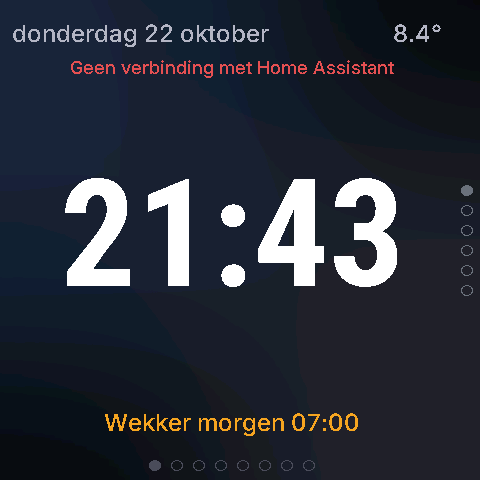 donderdag 22 oktober 8.4°
Geen verbinding met Home Assistant
21:43
Wekker morgen 07:00